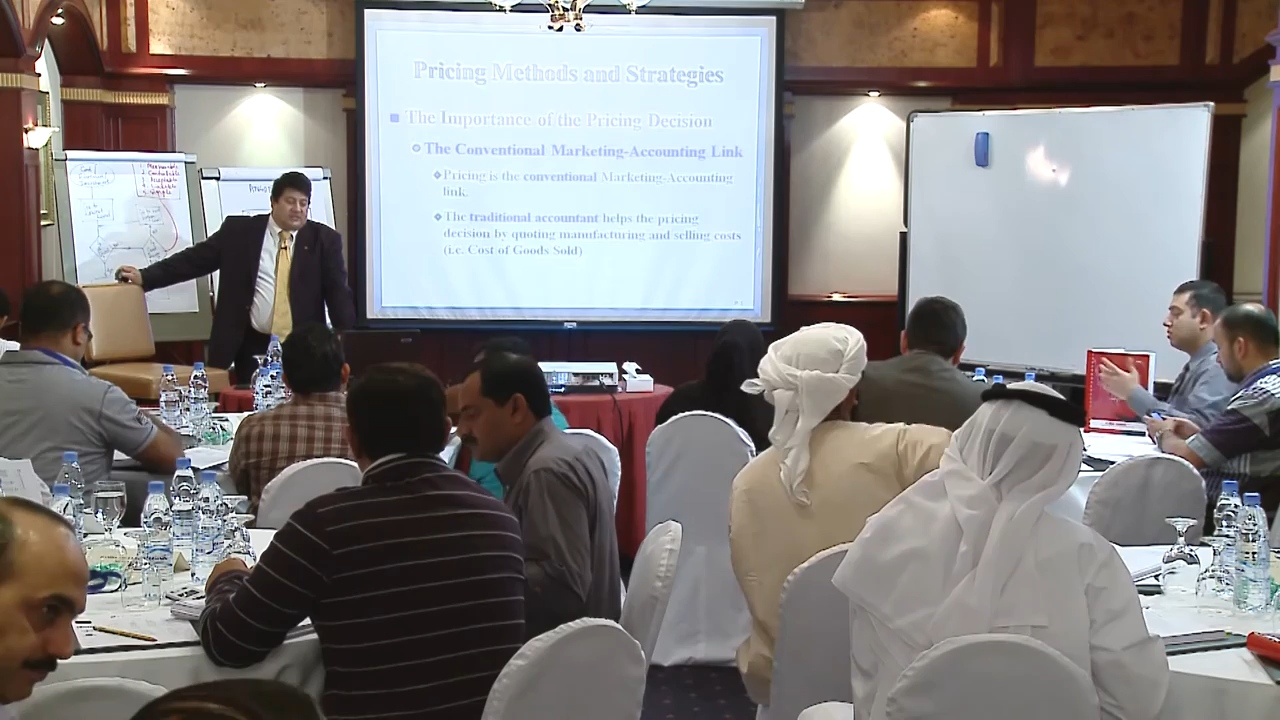 Pricing Methods and Strategies
The Importance of the Pricing Decision
The Conventional Marketing-Accounting Link
Pricing is the conventional Marketing-Accounting
link.
The traditional accountant helps the pricing
decision by quoting manufacturing and selling costs
(i.e. Cost of Goods Sold)